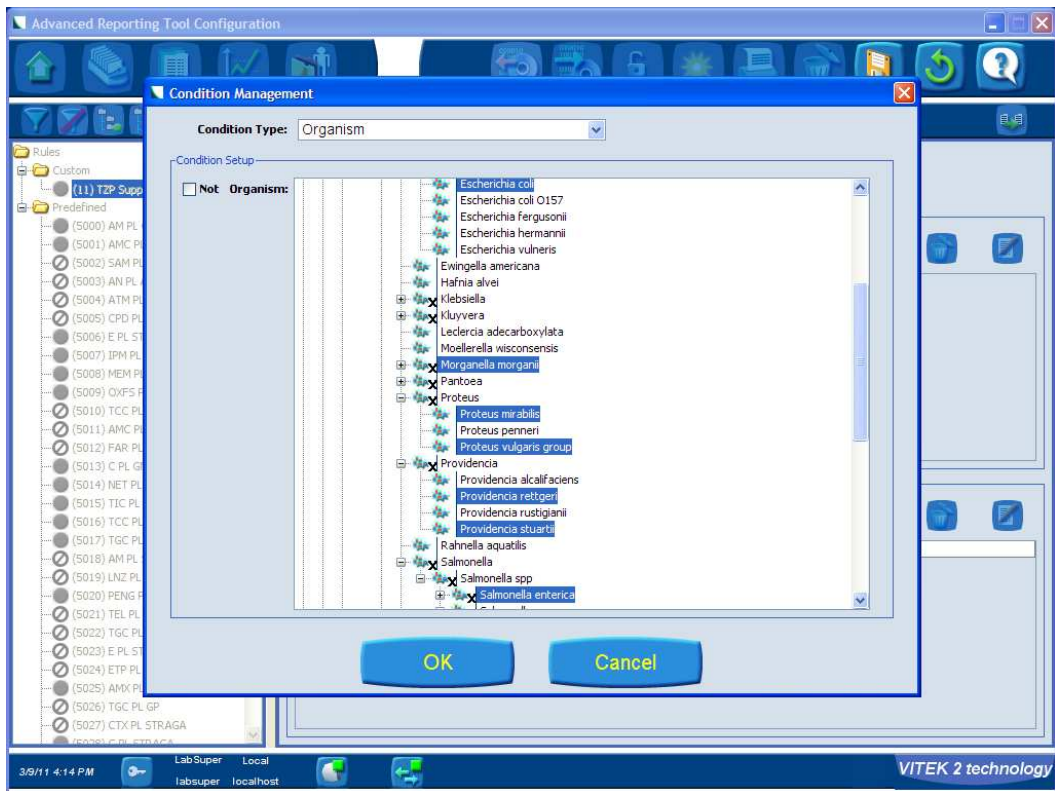 Advanced Reporting Tool Configuration
Condition Management
Condition Type: Organism
Condition Setup
Not Organism:
Escherichia coli
Escherichia coli O157
Escherichia fergusonii
Escherichia hermannii
Escherichia vulneris
Ewingella americana
Hafnia alvei
Klebsiella
Kluyvera
Leclercia adecarboxylata
Moellerella wisconsensis
Morganella morganii
Pantoea
Proteus
Proteus mirabilis
Proteus penneri
Proteus vulgaris group
Providencia
Providencia alcalifaciens
Providencia rettgeri
Providencia rustigianii
Providencia stuartii
Rahnella aquatilis
Salmonella
Salmonella spp
Salmonella enterica
OK Cancel
Rules
Custom
(11) TZP Supp
Predefined
(5000) AM PL
(5001) AMC PL
(5002) SAM PL
(5003) AN PL
(5004) ATM PL
(5005) CPD PL
(5006) E PL ST
(5007) IPM PL
(5008) MEM PL
(5009) OXFS
(5010) TCC PL
(5011) AMC PL
(5012) FAR PL
(5013) C PL
(5014) NET PL
(5015) TIC PL
(5016) TCC PL
(5017) TGC PL
(5018) AM PL
(5019) LNZ PL
(5020) PENG
(5021) TEL PL
(5022) TGC PL
(5023) E PL ST
(5024) ETP PL
(5025) AMX PL
(5026) TGC PL GP
(5027) CTX PL STRAGA
3/9/11 4:14 PM
LabSuper Local
labsuper localhost
VITEK 2 technology